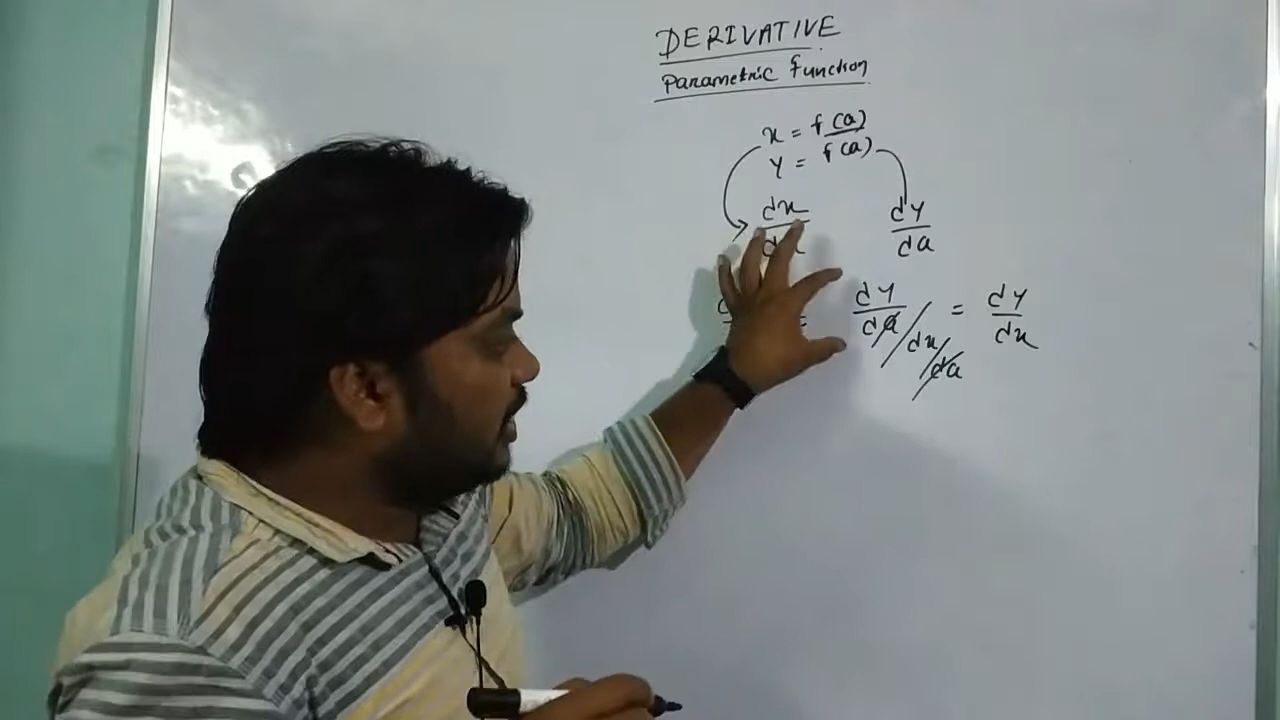 DERIVATIVE
Parametric Function
x = f(a)
y = f(a)
dx/ dy/da
= dy/da / dx/da = dy/dx